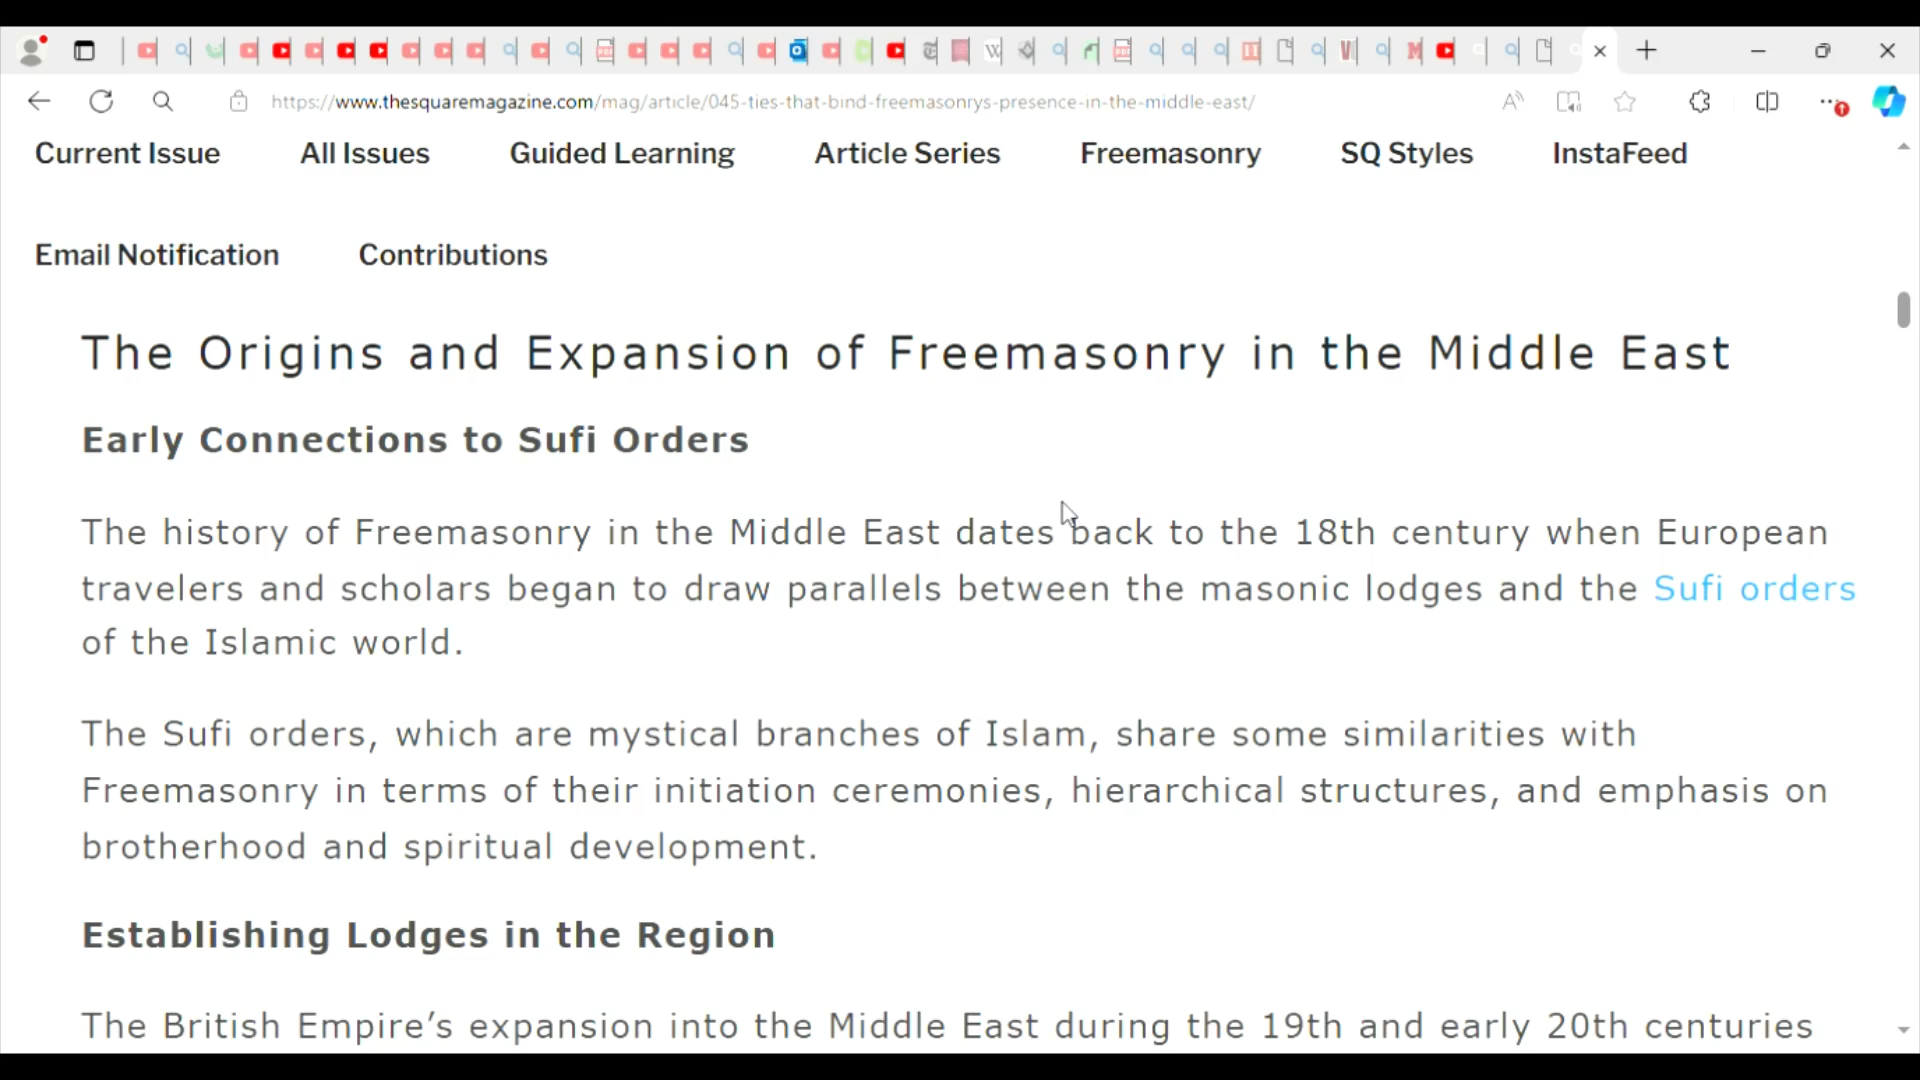 https://www.thesquaremagazine.com/mag/article/045-ties-that-bind-freemasonrys-presence-in-the-middle-east/
Current Issue All Issues Guided Learning Article Series Freemasonry SQ Styles InstaFeed
Email Notification Contributions
The Origins and Expansion of Freemasonry in the Middle East
Early Connections to Sufi Orders
The history of Freemasonry in the Middle East dates back to the 18th century when European
travelers and scholars began to draw parallels between the masonic lodges and the Sufi orders
of the Islamic world.
The Sufi orders, which are mystical branches of Islam, share some similarities with
Freemasonry in terms of their initiation ceremonies, hierarchical structures, and emphasis on
brotherhood and spiritual development.
Establishing Lodges in the Region
The British Empire’s expansion into the Middle East during the 19th and early 20th centuries